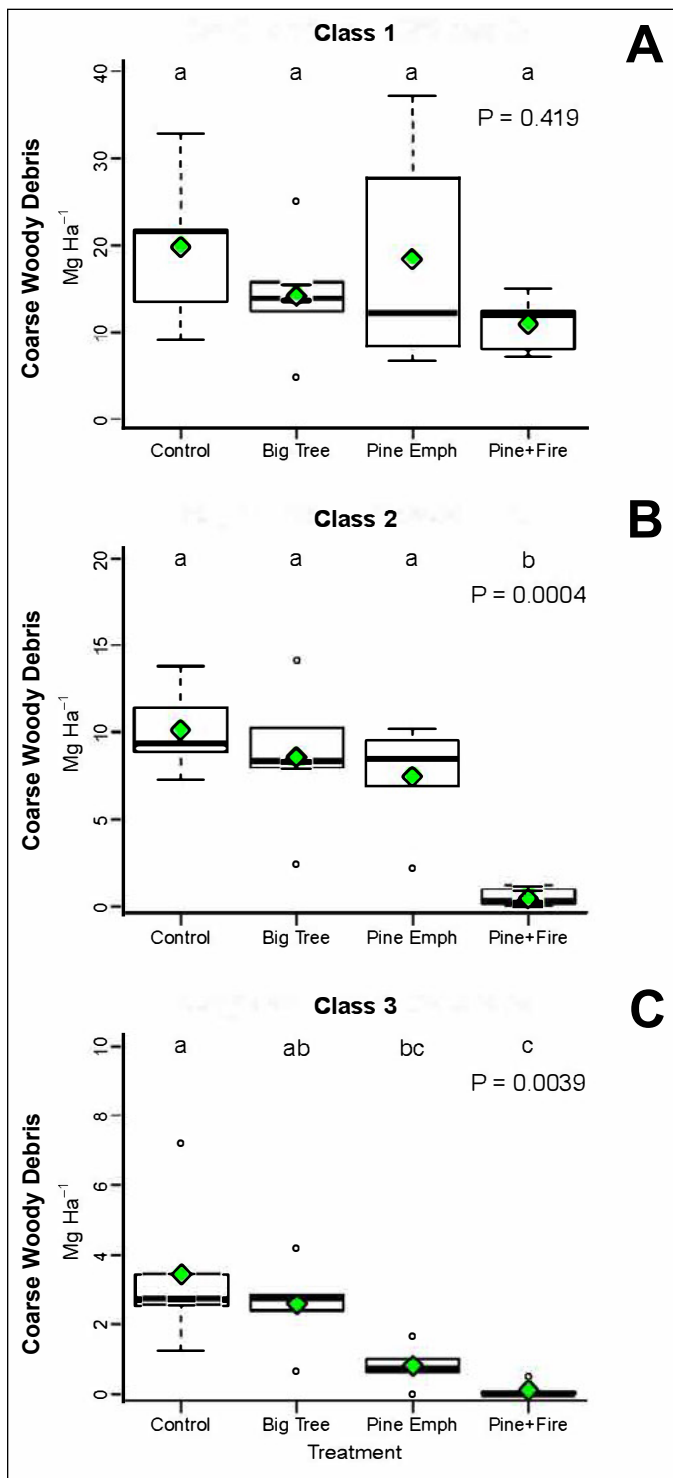 Class 1
A
40
a a a a
P = 0.419
30
20
10
0
Coarse Woody Debris
Mg Ha⁻¹
Control Big Tree Pine Emph Pine+Fire
Class 2
B
20
a a a b
P = 0.0004
15
10
5
0
Coarse Woody Debris
Mg Ha⁻¹
Control Big Tree Pine Emph Pine+Fire
Class 3
C
10
a ab bc c
P = 0.0039
8
6
4
2
0
Coarse Woody Debris
Mg Ha⁻¹
Control Big Tree Pine Emph Pine+Fire
Treatment